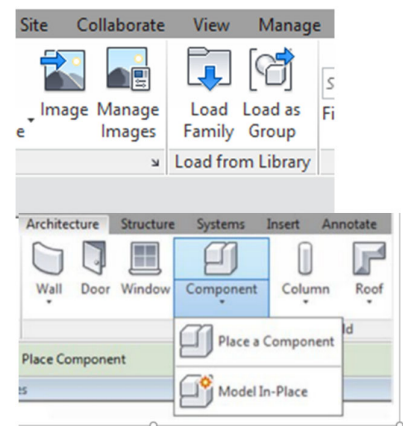 Site Collaborate View Manage
Image Manage Images Load Family Load as Group
Load from Library
Architecture Structure Systems Insert Annotate
Wall Door Window Component Column Roof
Place a Component
Place Component
Model In-Place